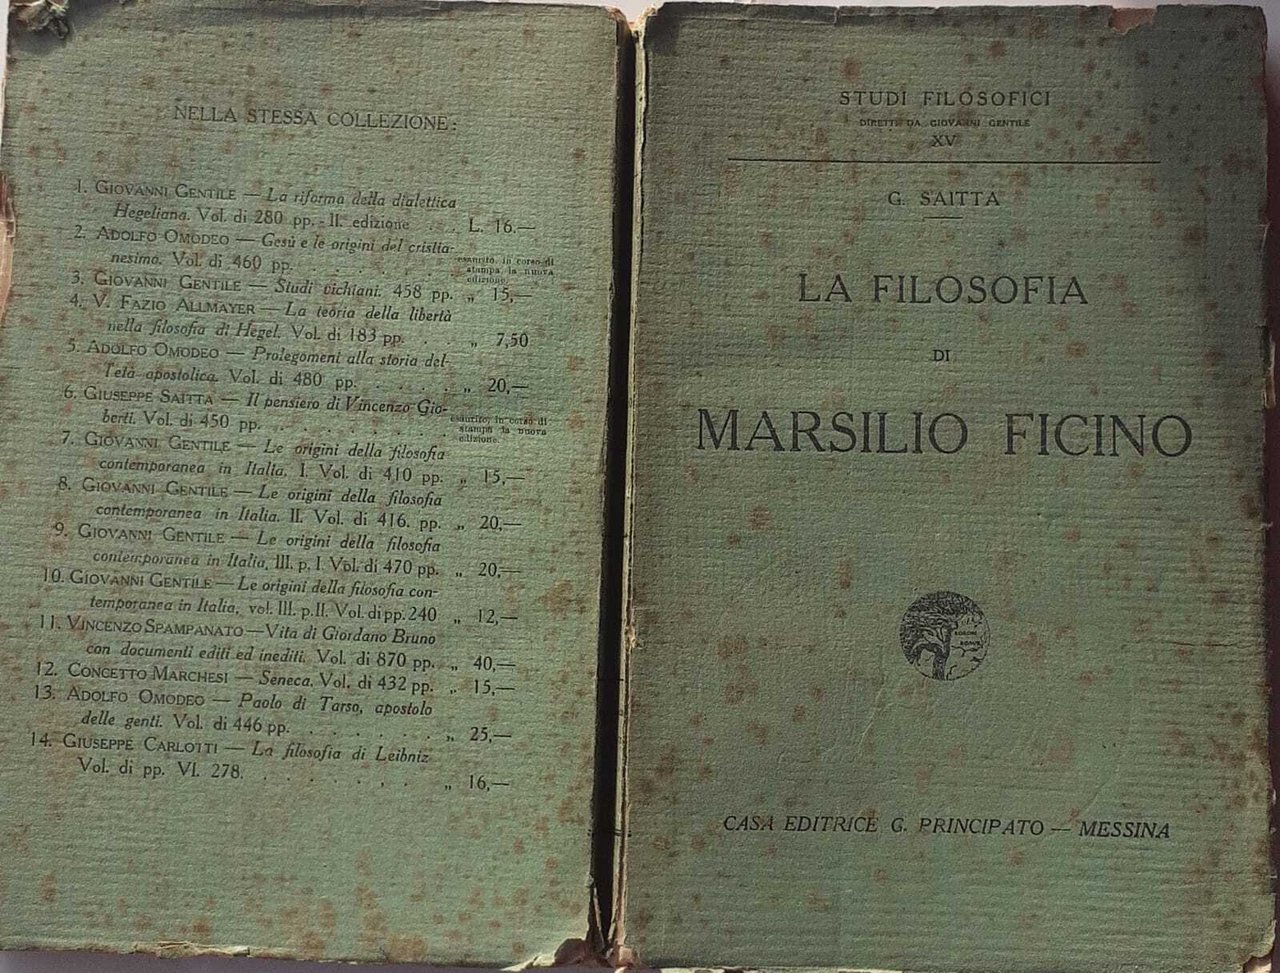 NELLA STESSA COLLEZIONE:
1. GIOVANNI GENTILE — La riforma della dialettica
Hegeliana. Vol. di 280 pp. - II. edizione . . . L. 16.—
2. ADOLFO OMODEO — Gesù e le origini del cristia-
nesimo. Vol. di 460 pp. . . . . . . . esaurito, in corso di
stampa la nuova
edizione.
3. GIOVANNI GENTILE — Studi vichiani. 458 pp. „ 15,—
4. V. FAZIO ALLMAYER — La teoria della libertà
nella filosofia di Hegel. Vol. di 183 pp. . . . „ 7,50
5. ADOLFO OMODEO — Prolegomeni alla storia del-
l'età apostolica. Vol. di 480 pp. . . . . . „ 20,—
6. GIUSEPPE SAITTA — Il pensiero di Vincenzo Gio-
berti. Vol. di 450 pp. . . . . . . . esaurito, in corso di
stampa la nuova
edizione.
7. GIOVANNI GENTILE — Le origini della filosofia
contemporanea in Italia. I. Vol. di 410 pp. „ 15,—
8. GIOVANNI GENTILE — Le origini della filosofia
contemporanea in Italia. II. Vol. di 416. pp. „ 20,—
9. GIOVANNI GENTILE — Le origini della filosofia
contemporanea in Italia, III. p. I Vol. di 470 pp. „ 20,—
10. GIOVANNI GENTILE — Le origini della filosofia con-
temporanea in Italia, vol. III. p. II. Vol. di pp. 240 „ 12,—
11. VINCENZO SPAMPANATO — Vita di Giordano Bruno
con documenti editi ed inediti. Vol. di 870 pp. „ 40,—
12. CONCETTO MARCHESI — Seneca. Vol. di 432 pp. „ 15,—
13. ADOLFO OMODEO — Paolo di Tarso, apostolo
delle genti. Vol. di 446 pp. . . . . . . . „ 25,—
14. GIUSEPPE CARLOTTI — La filosofia di Leibniz
Vol. di pp. VI. 278. . . . . . . . „ 16,—
STUDI FILOSOFICI
DIRETTI DA GIOVANNI GENTILE
XV
G. SAITTA
LA FILOSOFIA
DI
MARSILIO FICINO
CASA EDITRICE G. PRINCIPATO — MESSINA